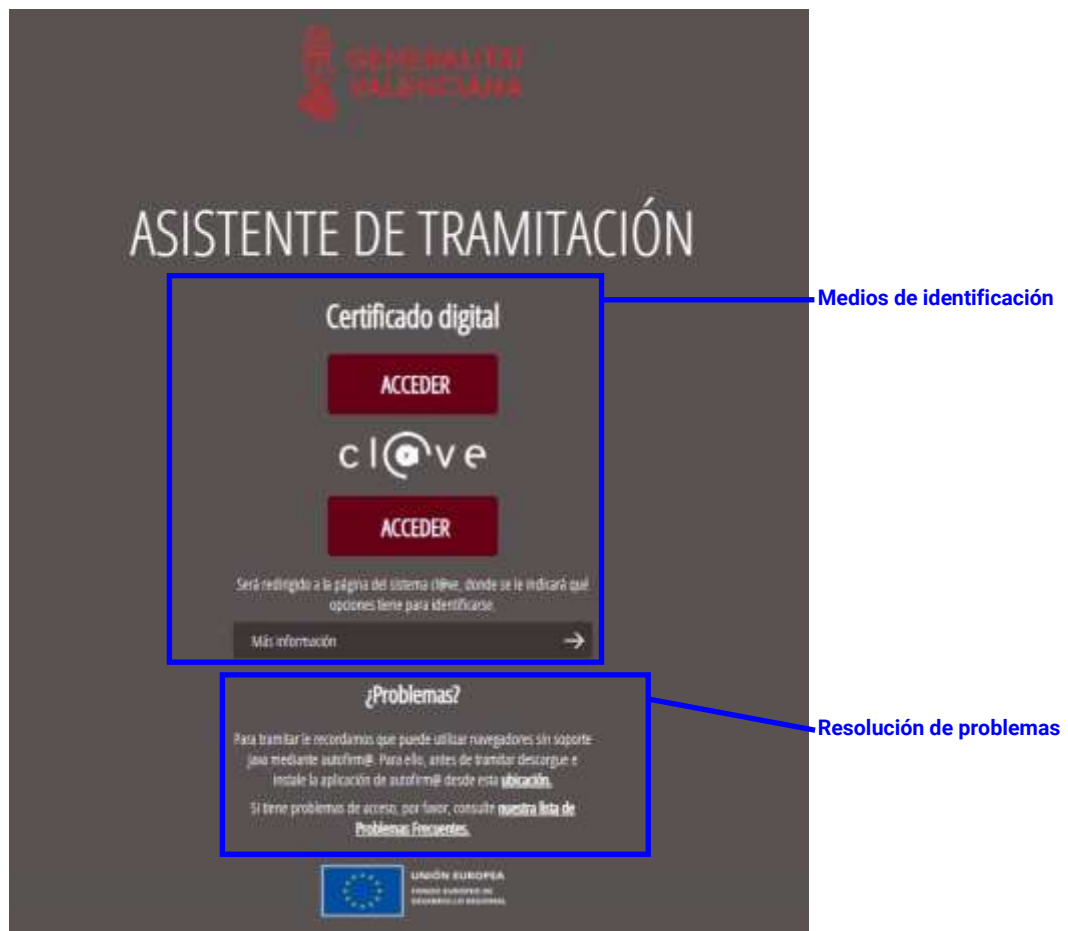 GENERALITAT
VALENCIANA
ASISTENTE DE TRAMITACIÓN
Medios de identificación
Certificado digital
ACCEDER
cl@ve
ACCEDER
Será redirigido a la página del sistema cl@ve, donde se le indicará qué
opciones tiene para identificarse.
Más información
¿Problemas?
Resolución de problemas
Para tramitar le recordamos que puede utilizar navegadores sin soporte
java mediante autofirm@. Para ello, antes de tramitar descargue e
instale la aplicación de autofirm@ desde esta ubicación.
Si tiene problemas de acceso, por favor, consulte nuestra lista de
Problemas Frecuentes.
UNIÓN EUROPEA
FONDO EUROPEO DE
DESARROLLO REGIONAL